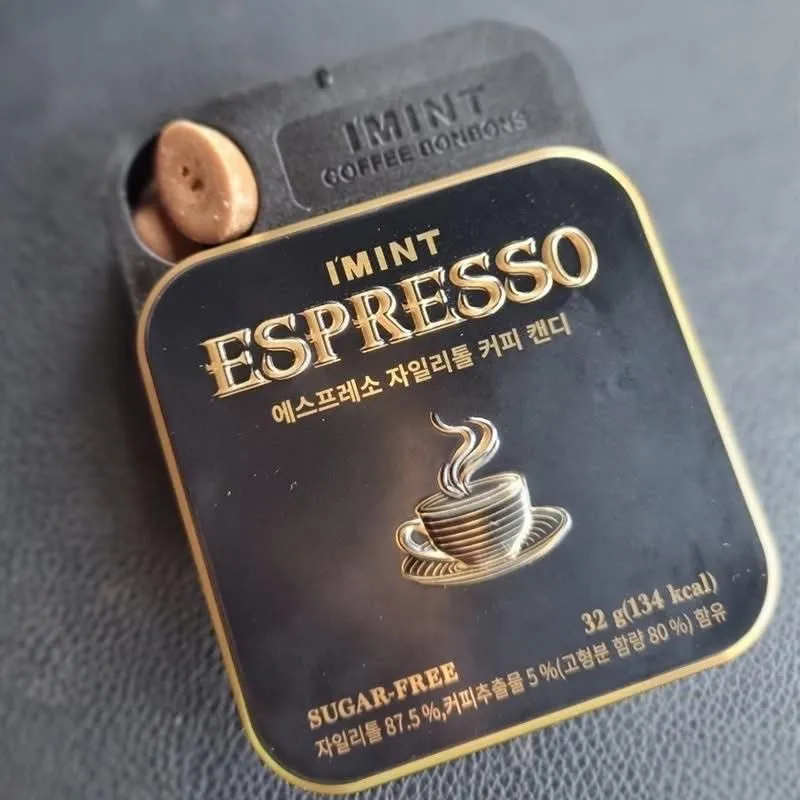 I'MINT
COFFEE BONBONS
I'MINT
ESPRESSO
에스프레소 자일리톨 커피 캔디
32 g(134 kcal)
SUGAR-FREE
자일리톨 87.5 %,커피추출물 5 %(고형분 함량 80 %) 함유